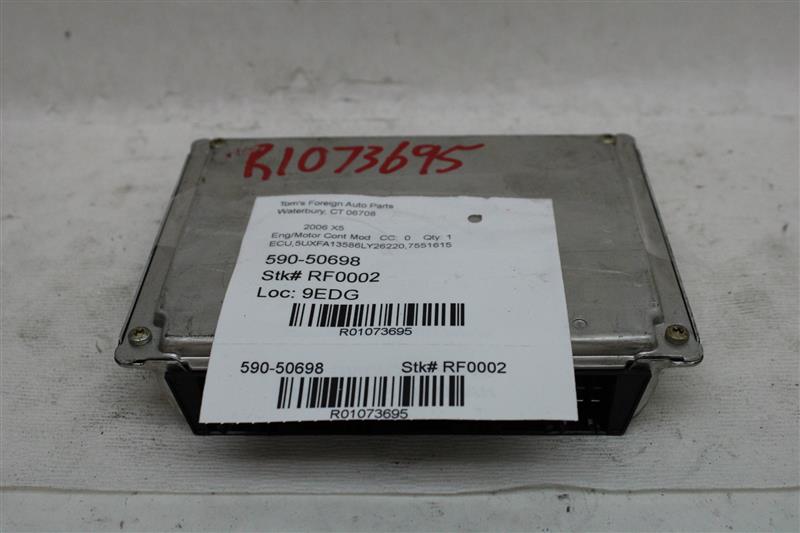 R1073695
Tom's Foreign Auto Parts
Waterbury, CT 06708
2006 X5
Eng/Motor Cont Mod CC: 0 Qty: 1
ECU,5UXFA13586LY26220,7551615
590-50698
Stk# RF0002
Loc: 9EDG
R01073695
590-50698 Stk# RF0002
R01073695